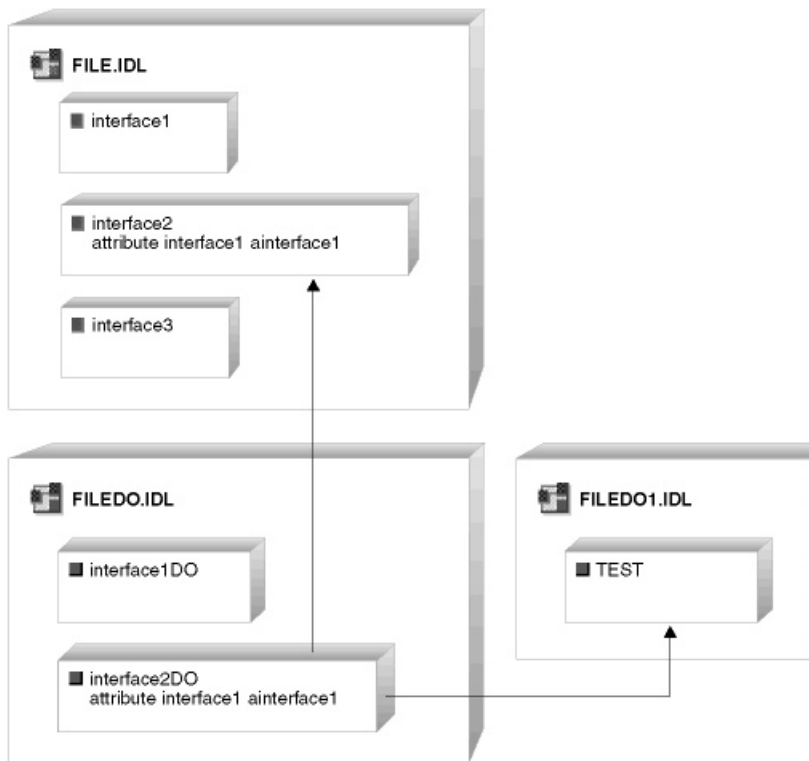 FILE.IDL
interface1
interface2
attribute interface1 ainterface1
interface3
FILEDO.IDL
interface1DO
interface2DO
attribute interface1 ainterface1
FILEDO1.IDL
TEST